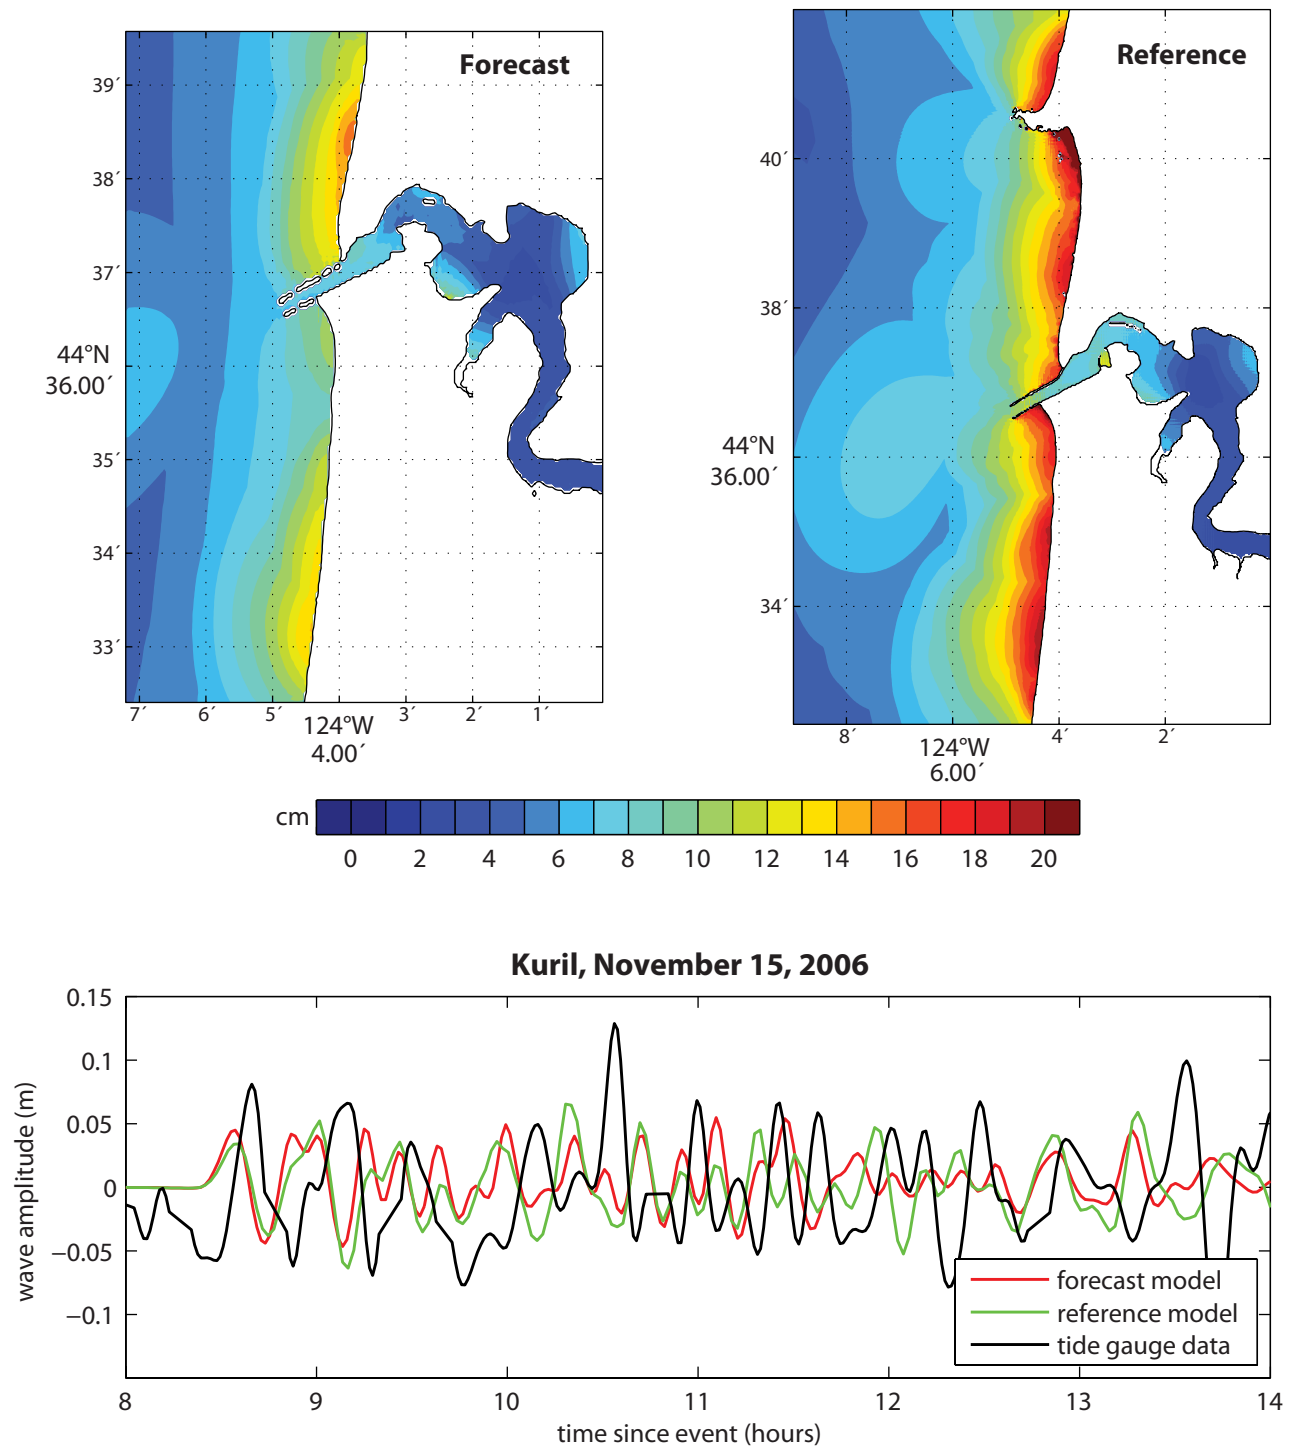 Forecast
39´
38´
37´
44°N
36.00´
35´
34´
33´
7´ 6´ 5´ 124°W 3´ 2´ 1´
4.00´
Reference
40´
38´
44°N
36.00´
34´
8´ 124°W 4´ 2´
6.00´
cm
0 2 4 6 8 10 12 14 16 18 20
Kuril, November 15, 2006
wave amplitude (m)
0.15
0.1
0.05
0
−0.05
−0.1
forecast model
reference model
tide gauge data
8 9 10 11 12 13 14
time since event (hours)